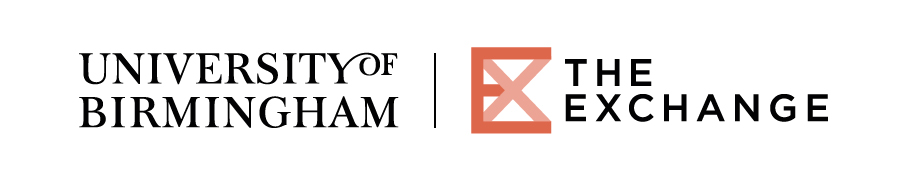 UNIVERSITY OF
BIRMINGHAM
THE
EXCHANGE